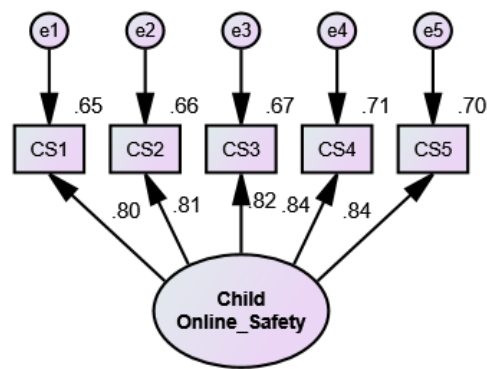 e1 e2 e3 e4 e5
.65 .66 .67 .71 .70
CS1 CS2 CS3 CS4 CS5
.80 .81 .82 .84 .84
Child
Online_Safety